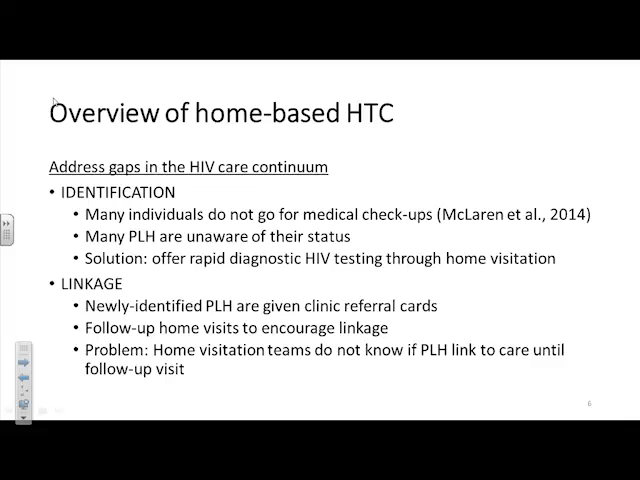 Overview of home-based HTC
Address gaps in the HIV care continuum
• IDENTIFICATION
• Many individuals do not go for medical check-ups (McLaren et al., 2014)
• Many PLH are unaware of their status
• Solution: offer rapid diagnostic HIV testing through home visitation
• LINKAGE
• Newly-identified PLH are given clinic referral cards
• Follow-up home visits to encourage linkage
• Problem: Home visitation teams do not know if PLH link to care until
follow-up visit
6